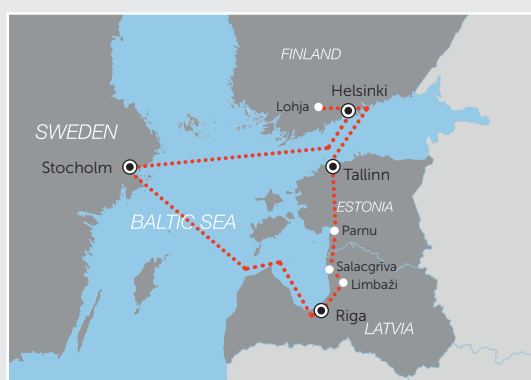 FINLAND
Helsinki
Lohja
SWEDEN
Stocholm
Tallinn
ESTONIA
BALTIC SEA
Parnu
Salacgriva
Limbaži
Riga
LATVIA